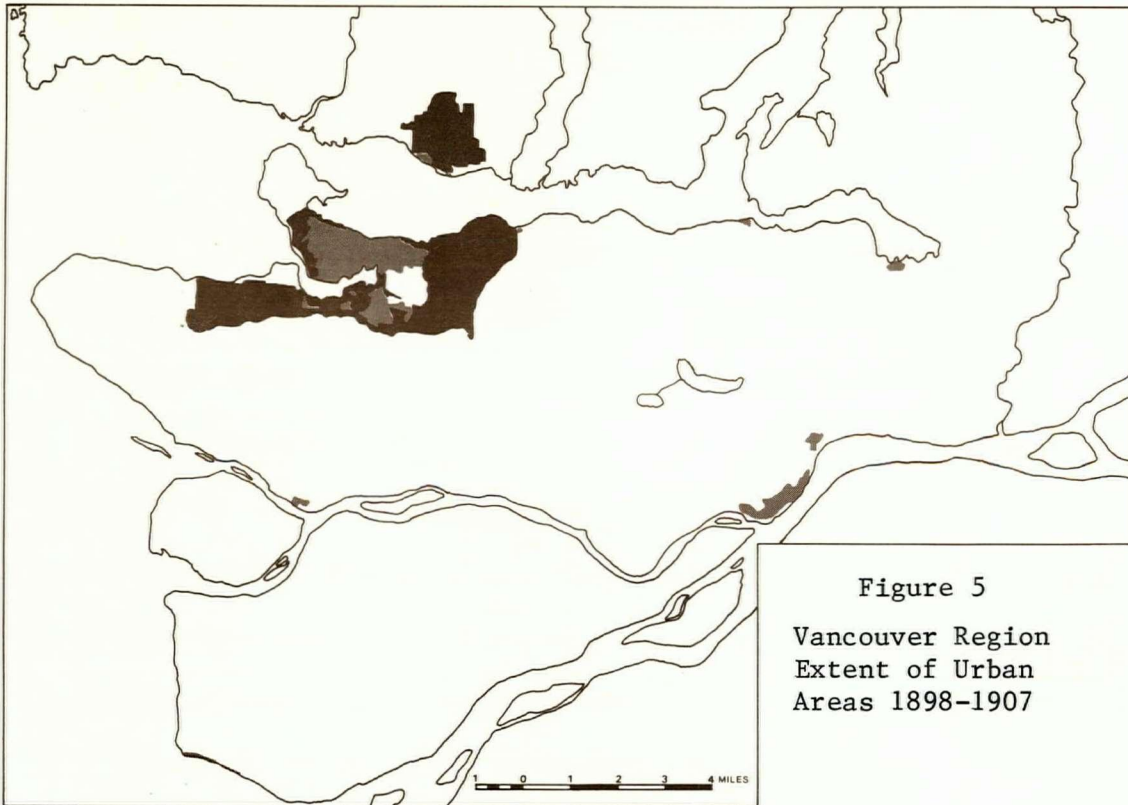 1 0 1 2 3 4 MILES
Figure 5
Vancouver Region
Extent of Urban
Areas 1898-1907